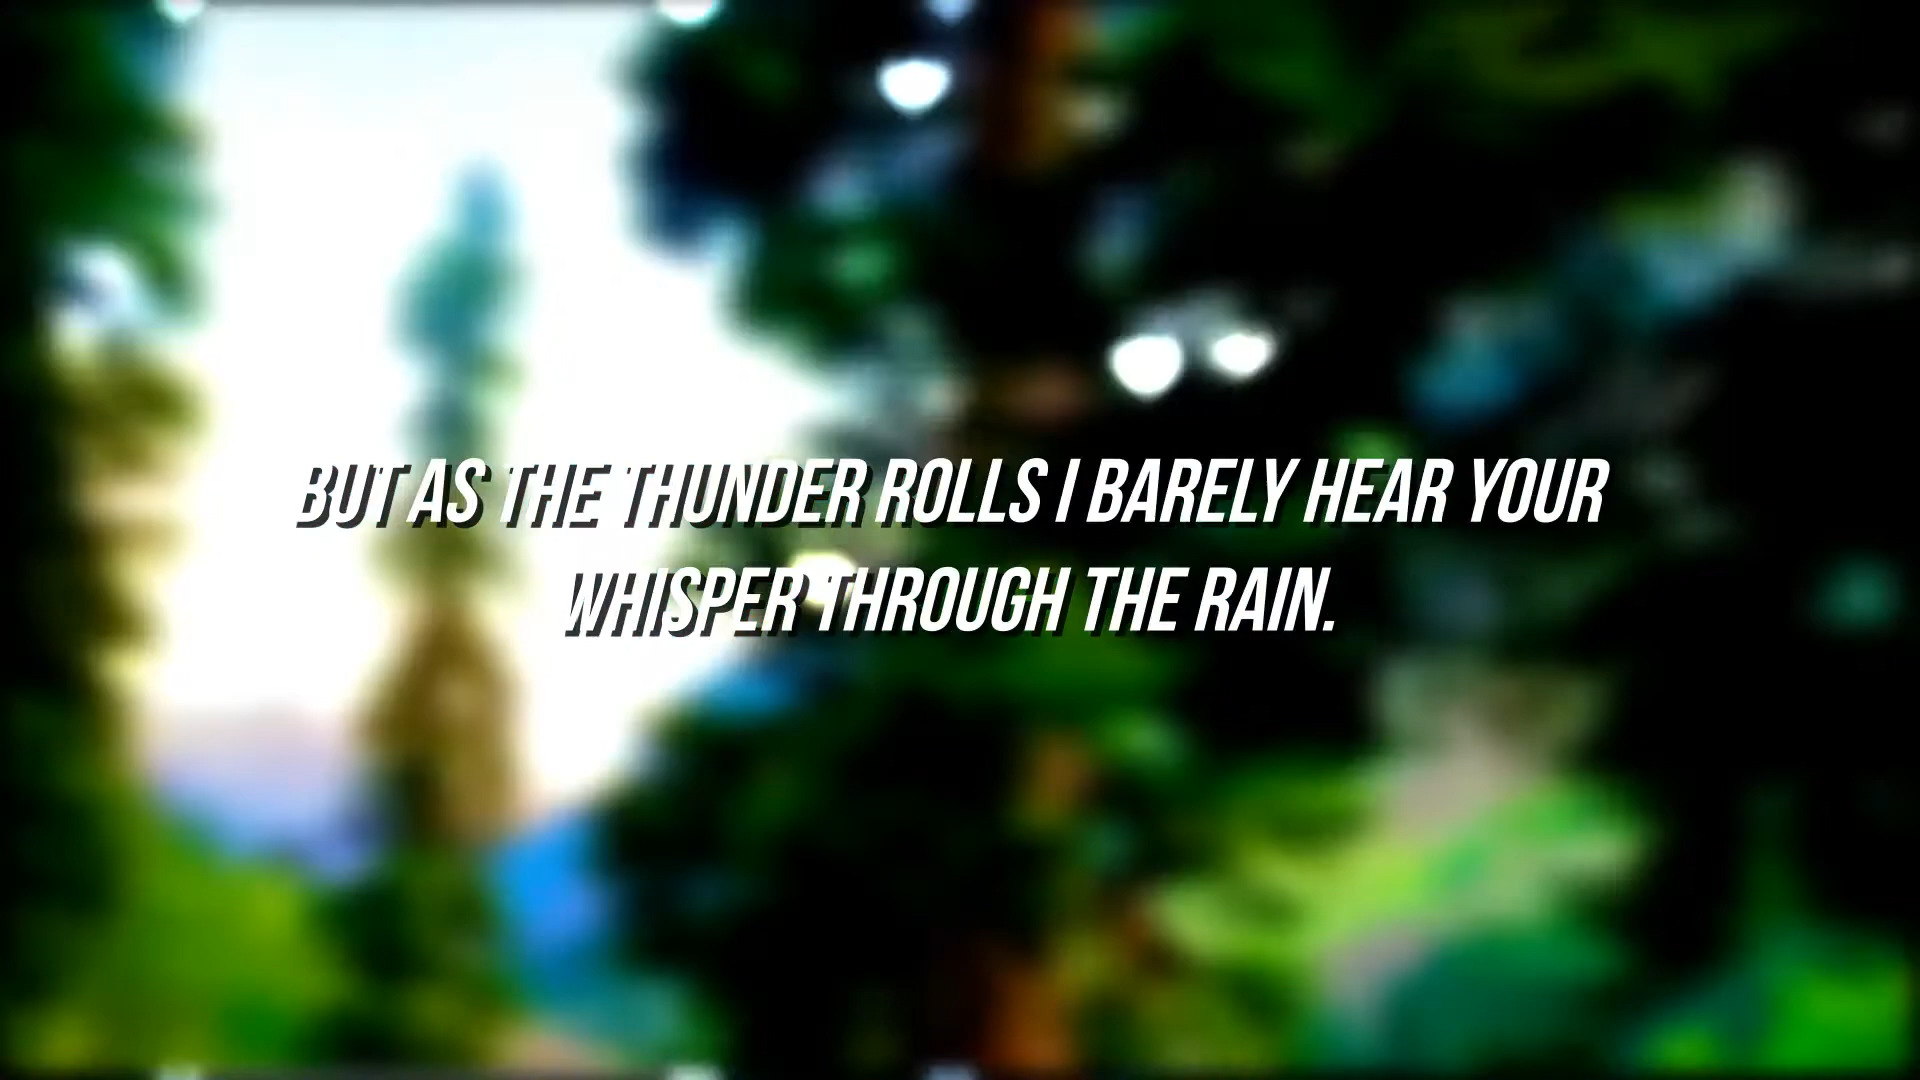 BUT AS THE THUNDER ROLLS I BARELY HEAR YOUR
WHISPER THROUGH THE RAIN.